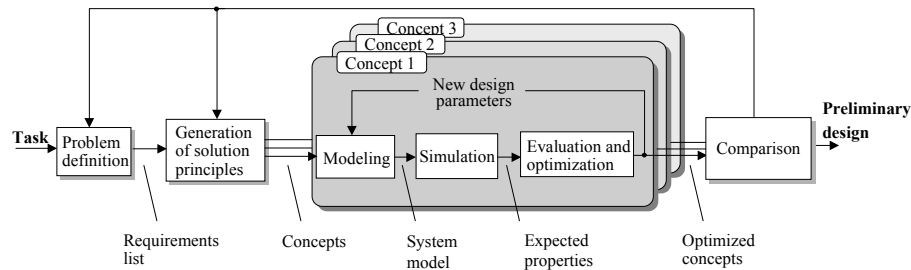 Concept 3
Concept 2
Concept 1
New design
parameters
Task
Problem
definition
Generation
of solution
principles
Modeling
Simulation
Evaluation and
optimization
Comparison
Preliminary
design
Requirements
list
Concepts
System
model
Expected
properties
Optimized
concepts